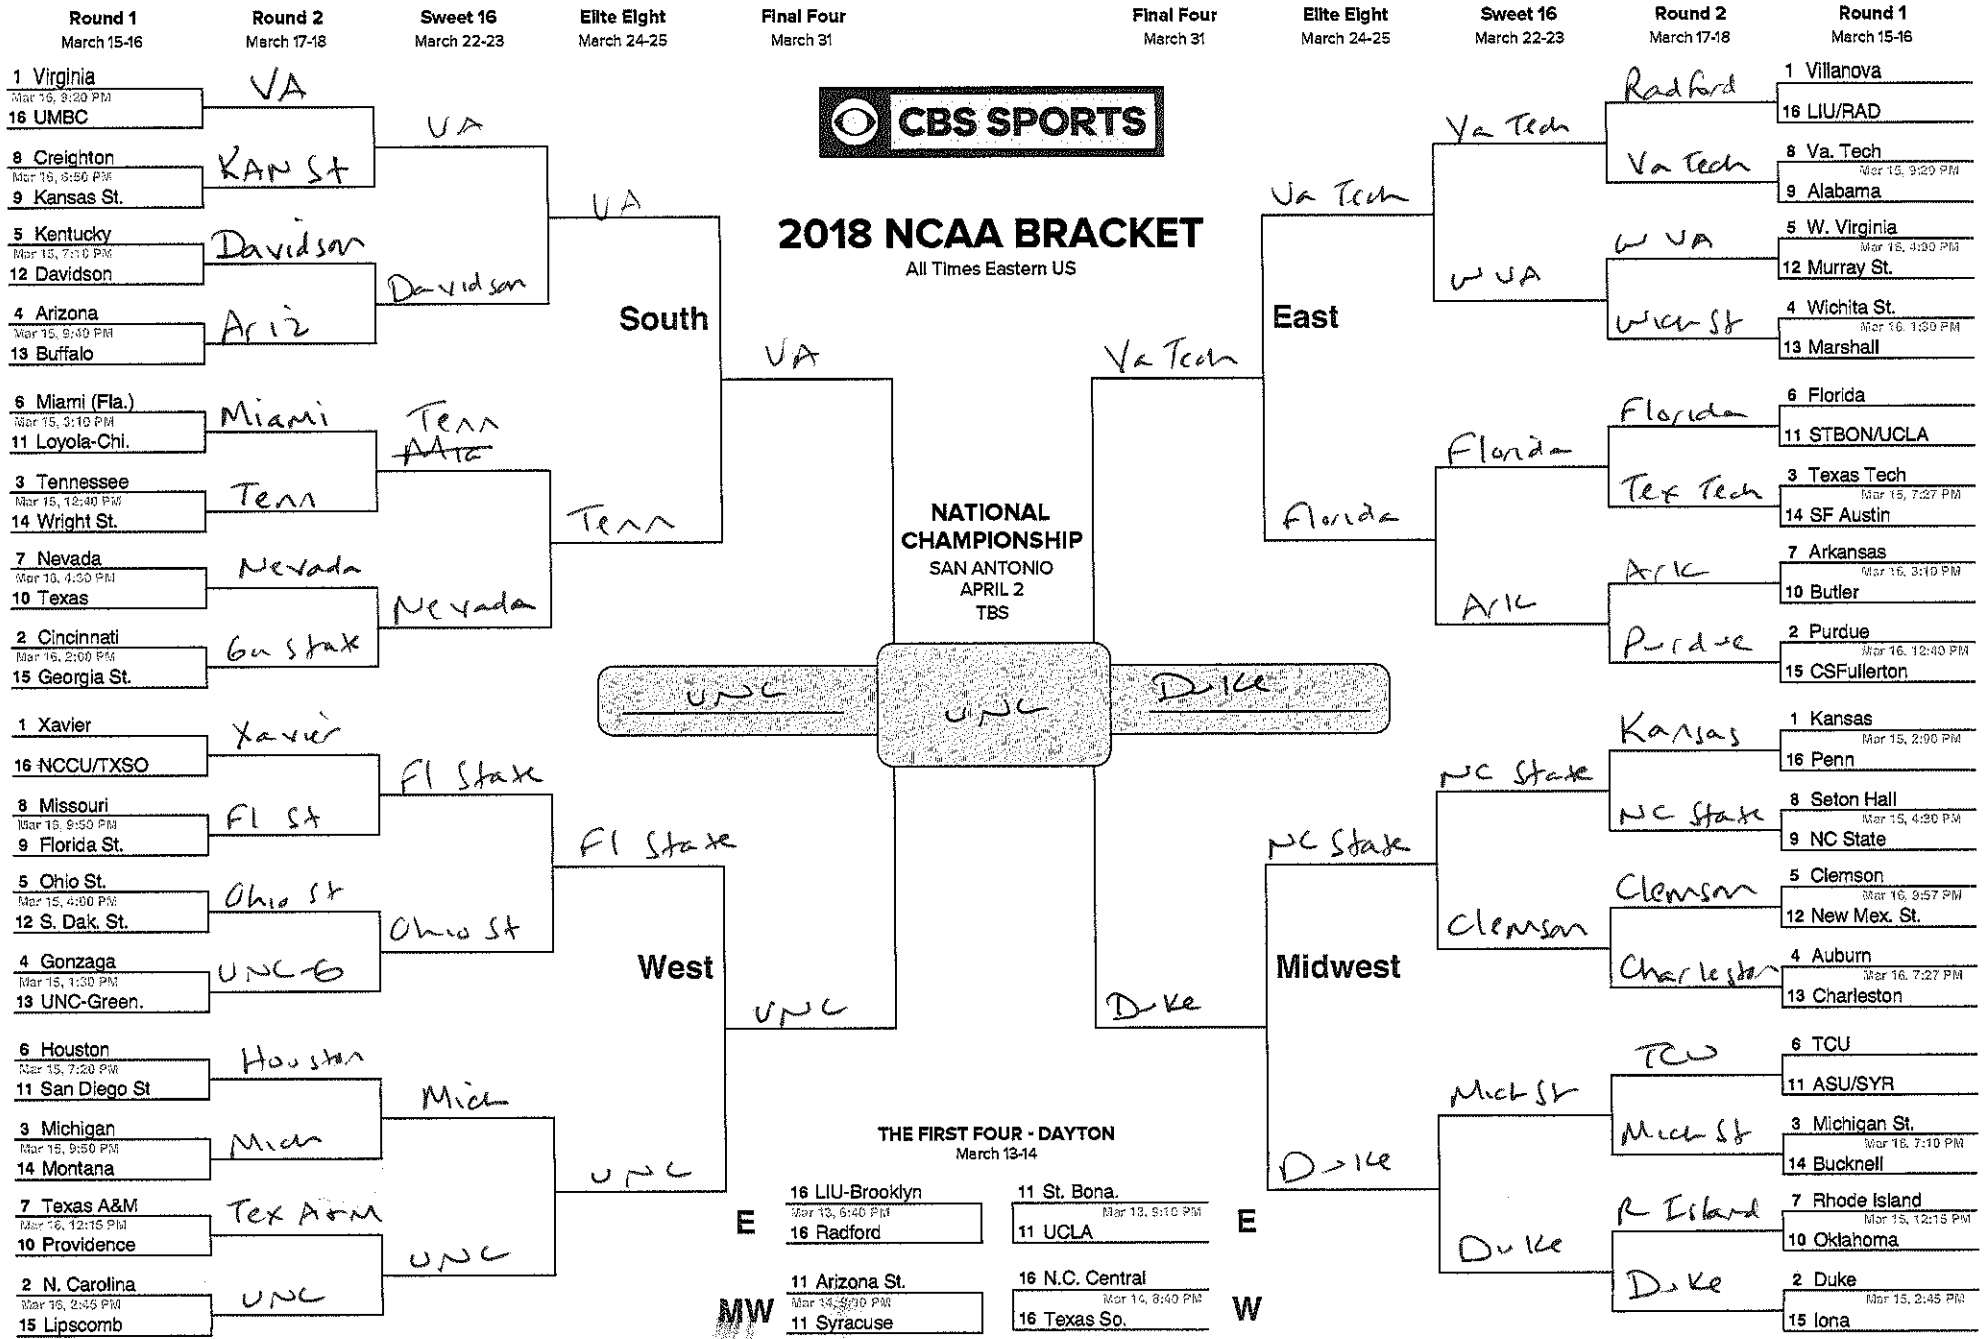 Round 1
March 15-16
Round 2
March 17-18
Sweet 16
March 22-23
Elite Eight
March 24-25
Final Four
March 31
Final Four
March 31
Elite Eight
March 24-25
Sweet 16
March 22-23
Round 2
March 17-18
Round 1
March 15-16
CBS SPORTS
2018 NCAA BRACKET
All Times Eastern US
South
1 Virginia
Mar 16, 9:20 PM
16 UMBC
8 Creighton
Mar 16, 6:50 PM
9 Kansas St.
5 Kentucky
Mar 15, 7:10 PM
12 Davidson
4 Arizona
Mar 15, 9:40 PM
13 Buffalo
6 Miami (Fla.)
Mar 15, 3:10 PM
11 Loyola-Chi.
3 Tennessee
Mar 15, 12:40 PM
14 Wright St.
7 Nevada
Mar 16, 4:30 PM
10 Texas
2 Cincinnati
Mar 16, 2:00 PM
15 Georgia St.
VA
KAN St
Davidson
Ariz
Miami
Tenn
Nevada
Ga State
VA
Davidson
Tenn
Nevada
VA
Tenn
VA
West
1 Xavier
16 NCCU/TXSO
8 Missouri
Mar 16, 9:50 PM
9 Florida St.
5 Ohio St.
Mar 15, 4:00 PM
12 S. Dak. St.
4 Gonzaga
Mar 15, 1:30 PM
13 UNC-Green.
6 Houston
Mar 15, 7:20 PM
11 San Diego St
3 Michigan
Mar 15, 9:50 PM
14 Montana
7 Texas A&M
Mar 16, 12:15 PM
10 Providence
2 N. Carolina
Mar 16, 2:45 PM
15 Lipscomb
Xavier
Fl St
Ohio St
UNC-G
Houston
Mich
Tex A&M
UNC
Fl State
Ohio St
Mich
UNC
Fl State
UNC
UNC
NATIONAL
CHAMPIONSHIP
SAN ANTONIO
APRIL 2
TBS
UNC
UNC
Duke
East
1 Villanova
16 LIU/RAD
8 Va. Tech
Mar 15, 9:20 PM
9 Alabama
5 W. Virginia
Mar 16, 4:00 PM
12 Murray St.
4 Wichita St.
Mar 16, 1:30 PM
13 Marshall
6 Florida
11 STBON/UCLA
3 Texas Tech
Mar 15, 7:27 PM
14 SF Austin
7 Arkansas
Mar 16, 3:10 PM
10 Butler
2 Purdue
Mar 16, 12:40 PM
15 CSFullerton
Radford
Va Tech
W VA
Wich St
Florida
Tex Tech
Ark
Purdue
Va Tech
W VA
Florida
Ark
Va Tech
Florida
Va Tech
Midwest
1 Kansas
Mar 15, 2:00 PM
16 Penn
8 Seton Hall
Mar 15, 4:30 PM
9 NC State
5 Clemson
Mar 16, 9:57 PM
12 New Mex. St.
4 Auburn
Mar 16, 7:27 PM
13 Charleston
6 TCU
11 ASU/SYR
3 Michigan St.
Mar 16, 7:10 PM
14 Bucknell
7 Rhode Island
Mar 15, 12:15 PM
10 Oklahoma
2 Duke
Mar 15, 2:45 PM
15 Iona
Kansas
NC State
Clemson
Charleston
TCU
Mich St
R Island
Duke
NC State
Clemson
Mich St
Duke
NC State
Duke
Duke
THE FIRST FOUR - DAYTON
March 13-14
E
16 LIU-Brooklyn
Mar 13, 6:40 PM
16 Radford
11 St. Bona.
Mar 13, 9:10 PM
11 UCLA
E
MW
11 Arizona St.
11 Syracuse
16 N.C. Central
Mar 14, 6:40 PM
16 Texas So.
W